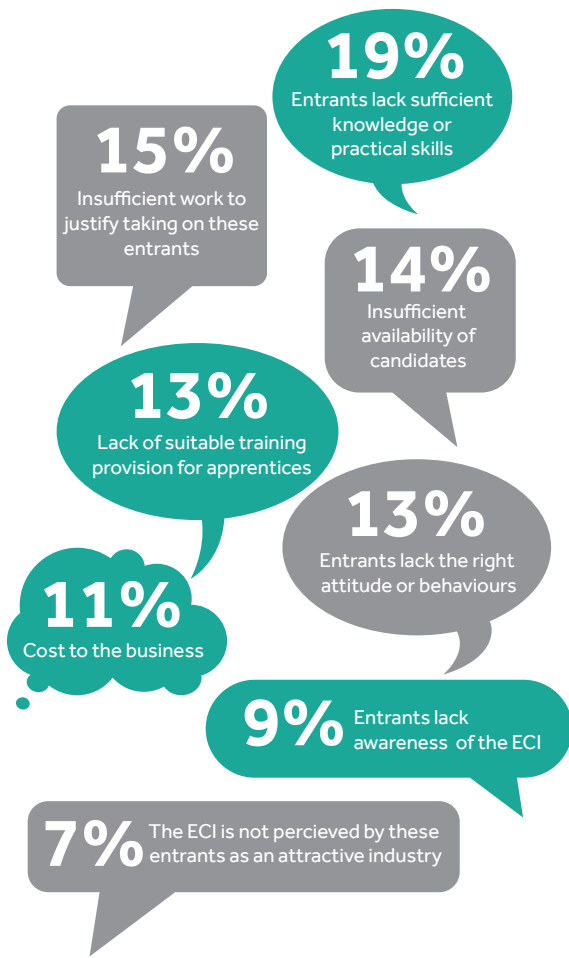 19%
Entrants lack sufficient
knowledge or
practical skills
15%
Insufficient work to
justify taking on these
entrants
14%
Insufficient
availability of
candidates
13%
Lack of suitable training
provision for apprentices
13%
Entrants lack the right
attitude or behaviours
11%
Cost to the business
9%
Entrants lack
awareness of the ECI
7%
The ECI is not percieved by these
entrants as an attractive industry